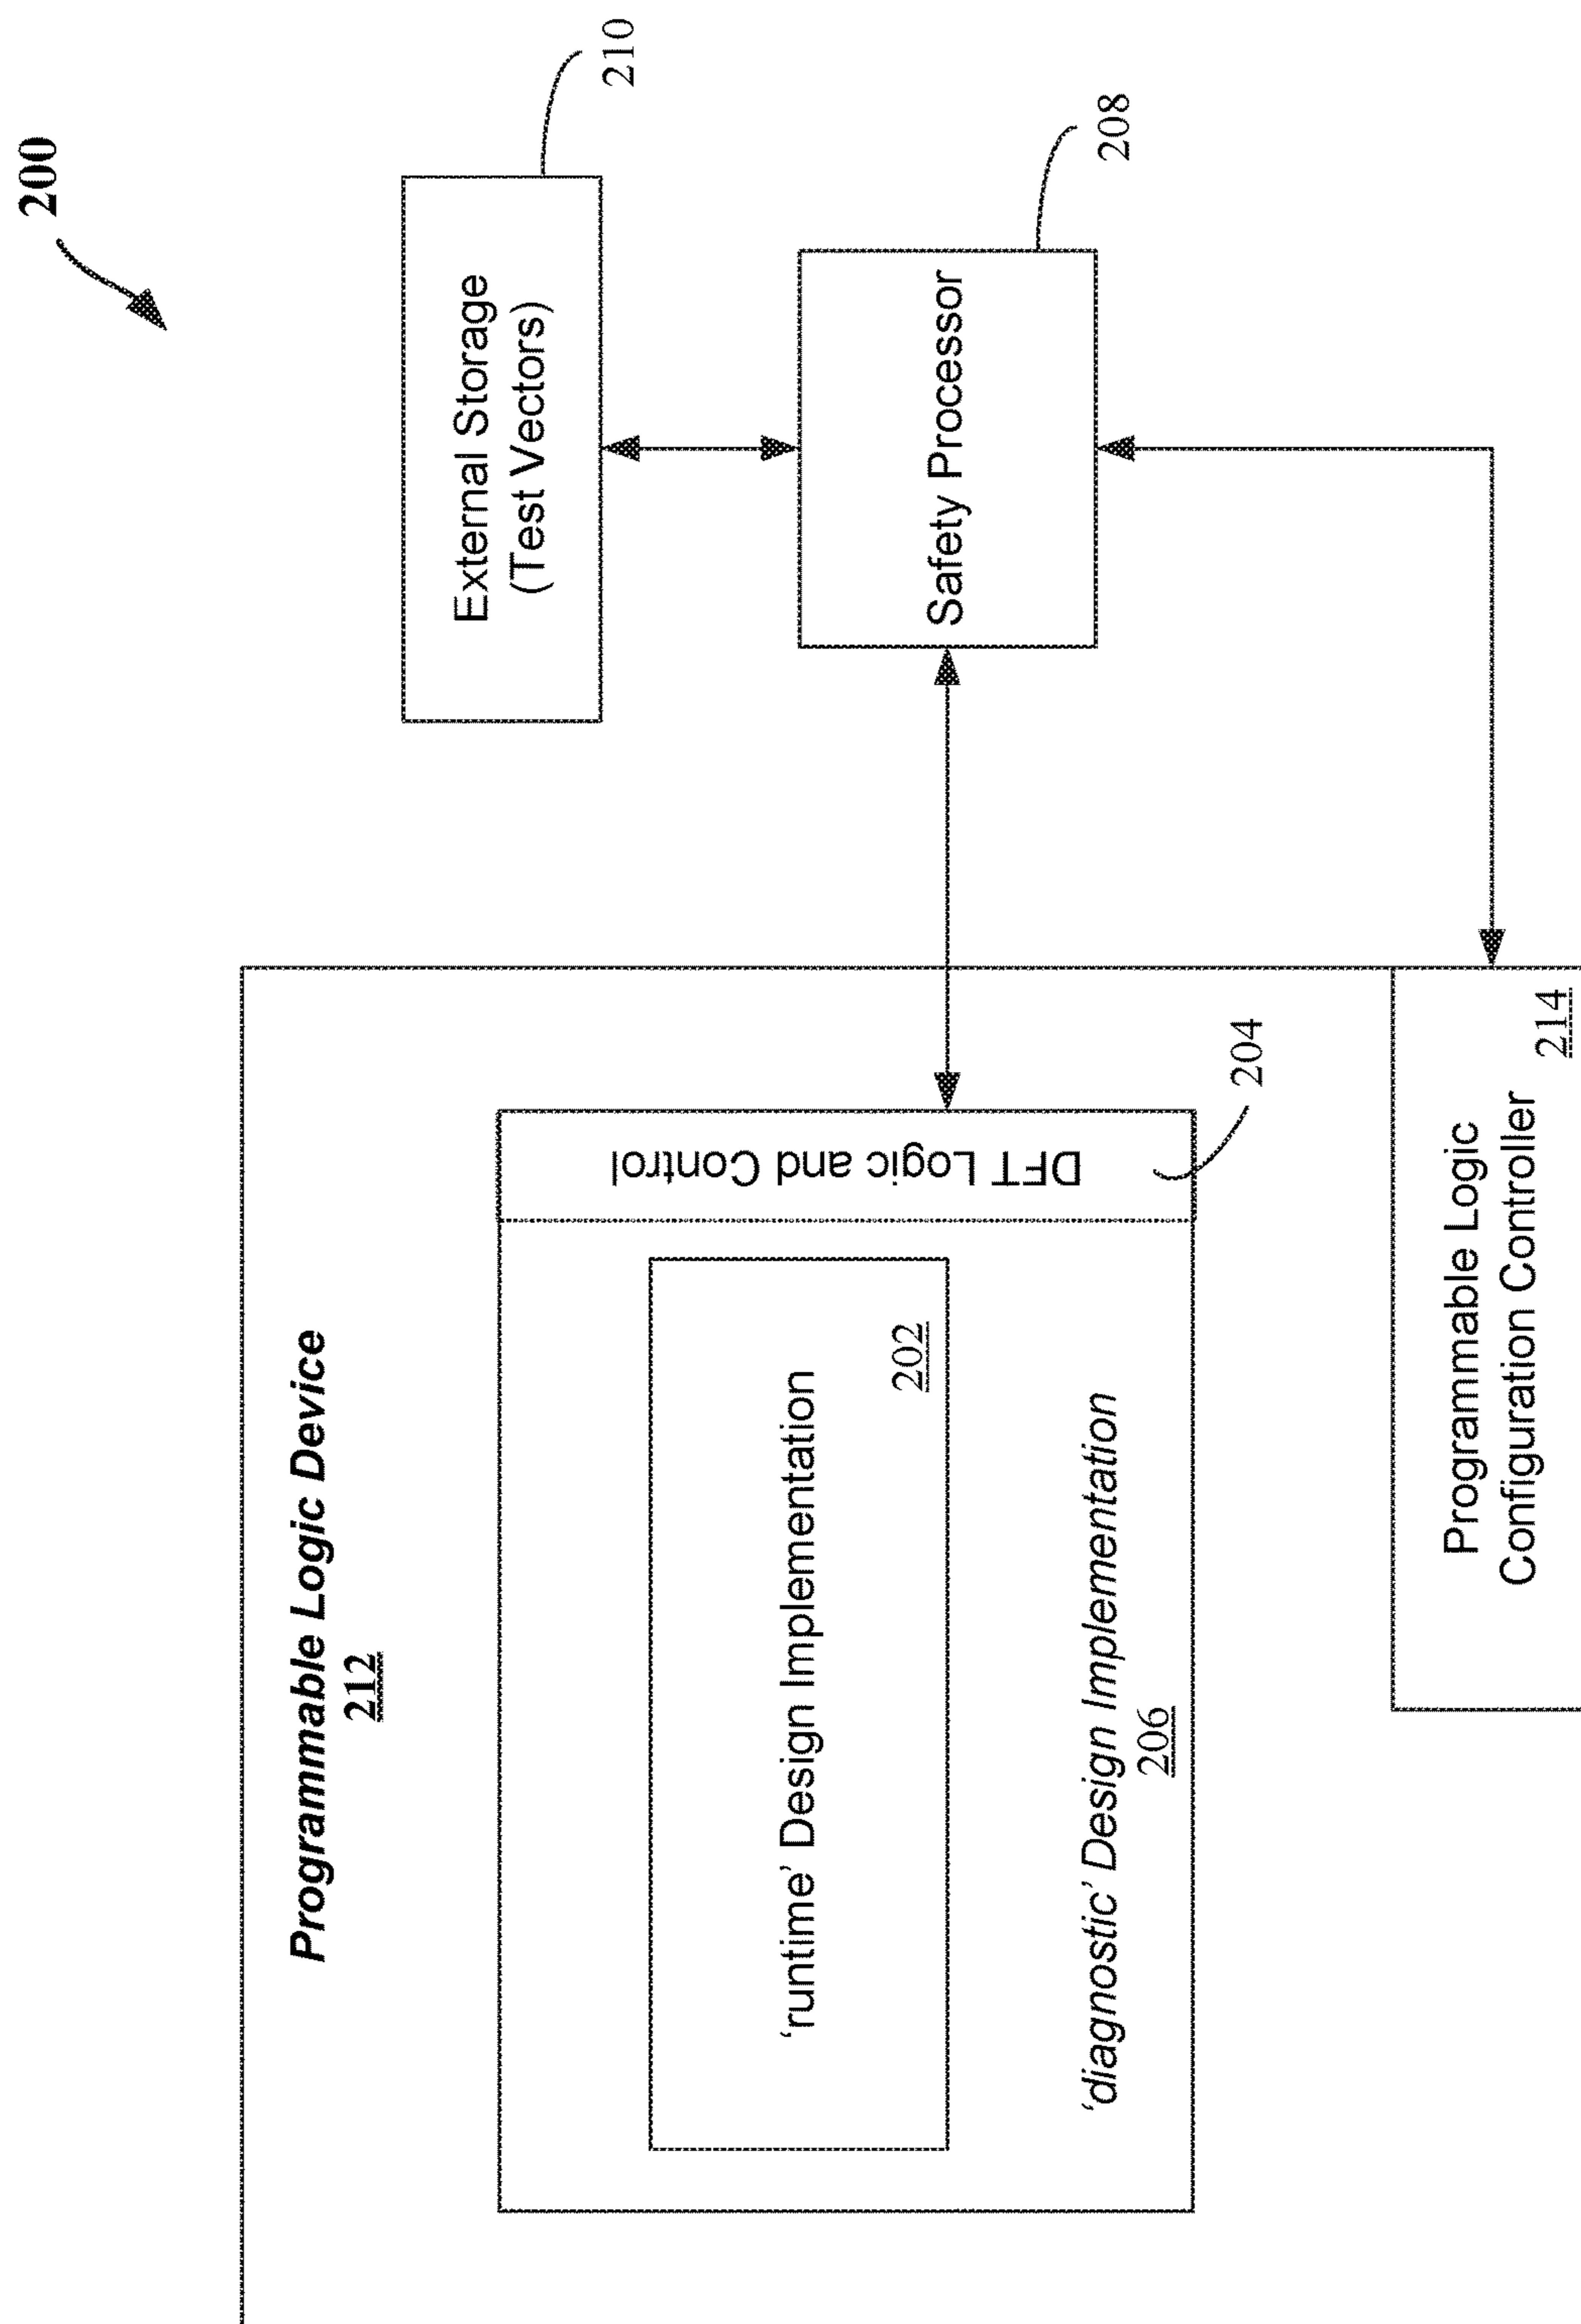 200
Programmable Logic Device
212
External Storage
(Test Vectors)
210
'runtime' Design Implementation
202
DFT Logic and Control
204
Safety Processor
208
'diagnostic' Design Implementation
206
Programmable Logic
Configuration Controller
214